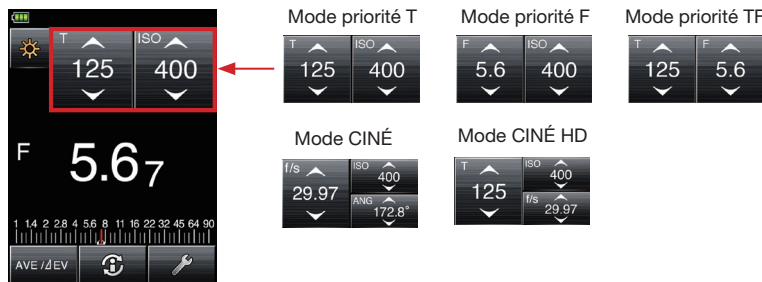 T
125
ISO
400
F
5.6₇
1 1.4 2 2.8 4 5.6 8 11 16 22 32 45 64 90
AVE/⊿EV
Mode priorité T
T
125
ISO
400
Mode priorité F
F
5.6
ISO
400
Mode priorité TF
T
125
F
5.6
Mode CINÉ
f/s
29.97
ISO
400
ANG
172.8°
Mode CINÉ HD
T
125
ISO
400
f/s
29.97